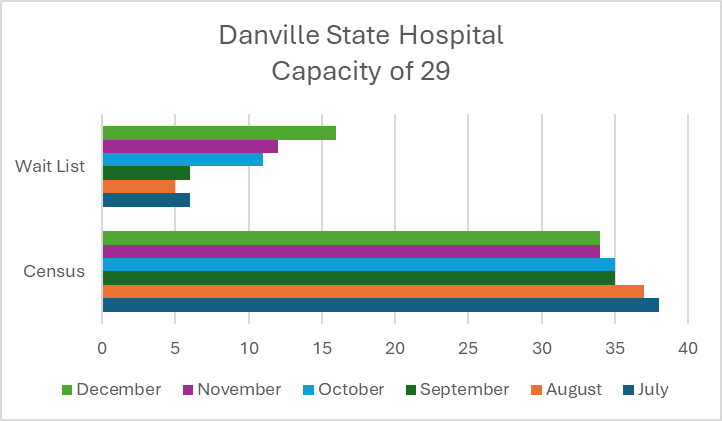 Danville State Hospital
Capacity of 29
Wait List
Census
0 5 10 15 20 25 30 35 40
December November October September August July